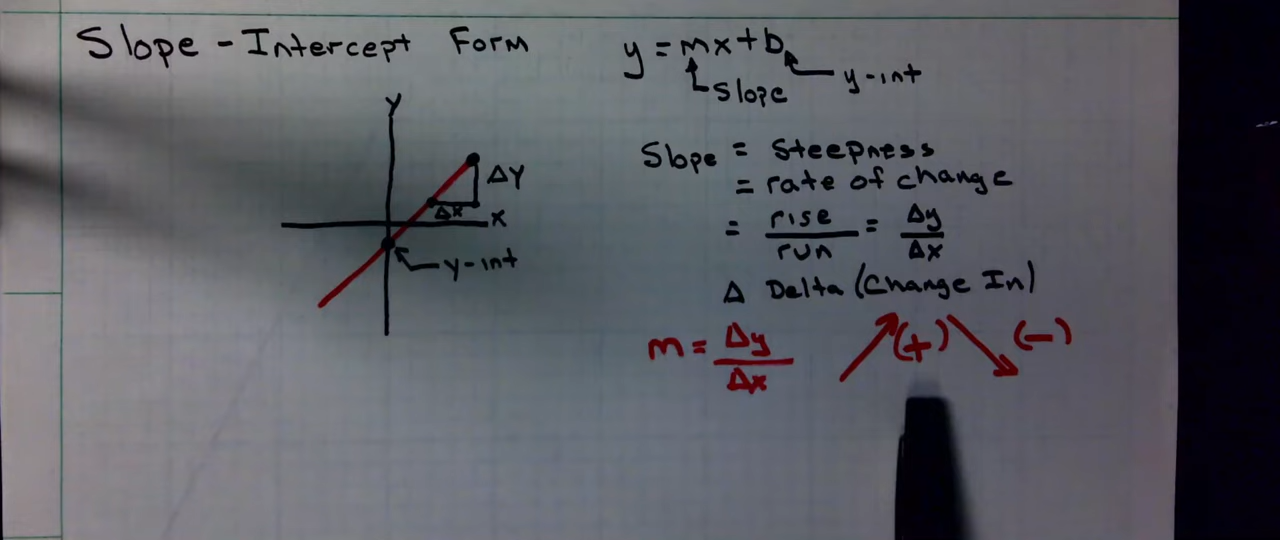 Slope - Intercept Form
y = mx + b
slope
y-int
Y
ΔY
ΔX
X
y-int
Slope = Steepness
= rate of change
= rise/run = Δy/Δx
Δ Delta (Change In)
m = Δy/Δx
(+)
(-)